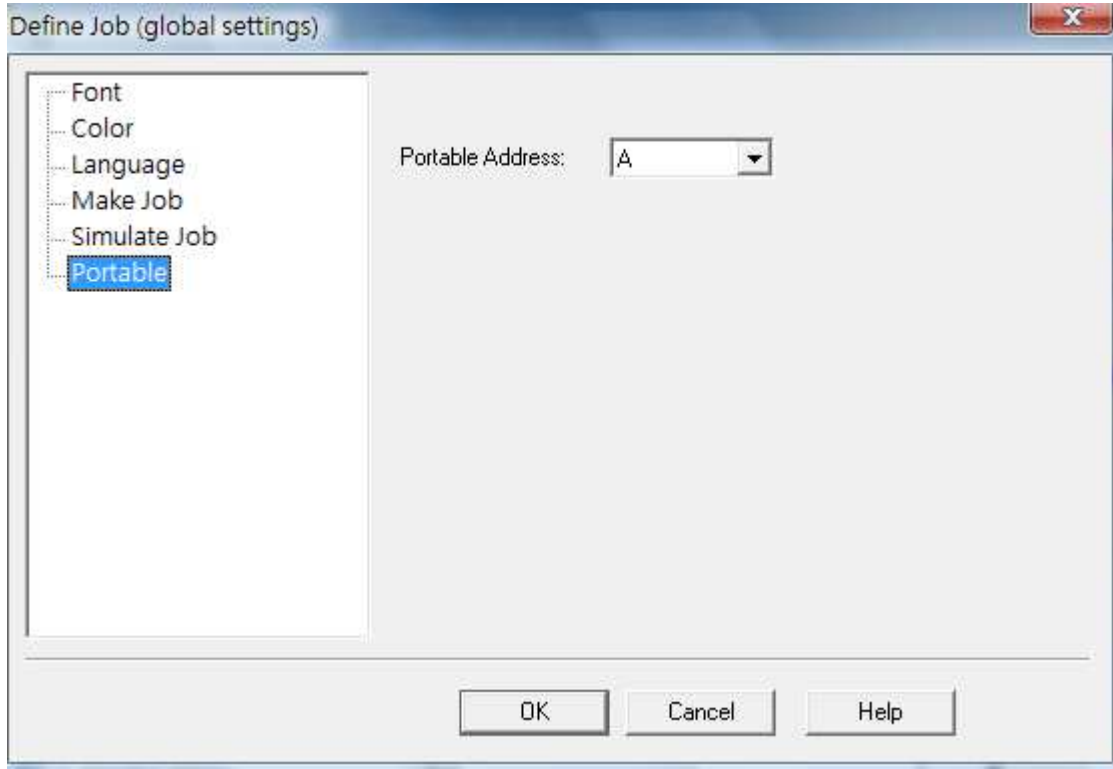 Define Job (global settings)
Font
Color
Language
Make Job
Simulate Job
Portable
Portable Address: A
OK Cancel Help